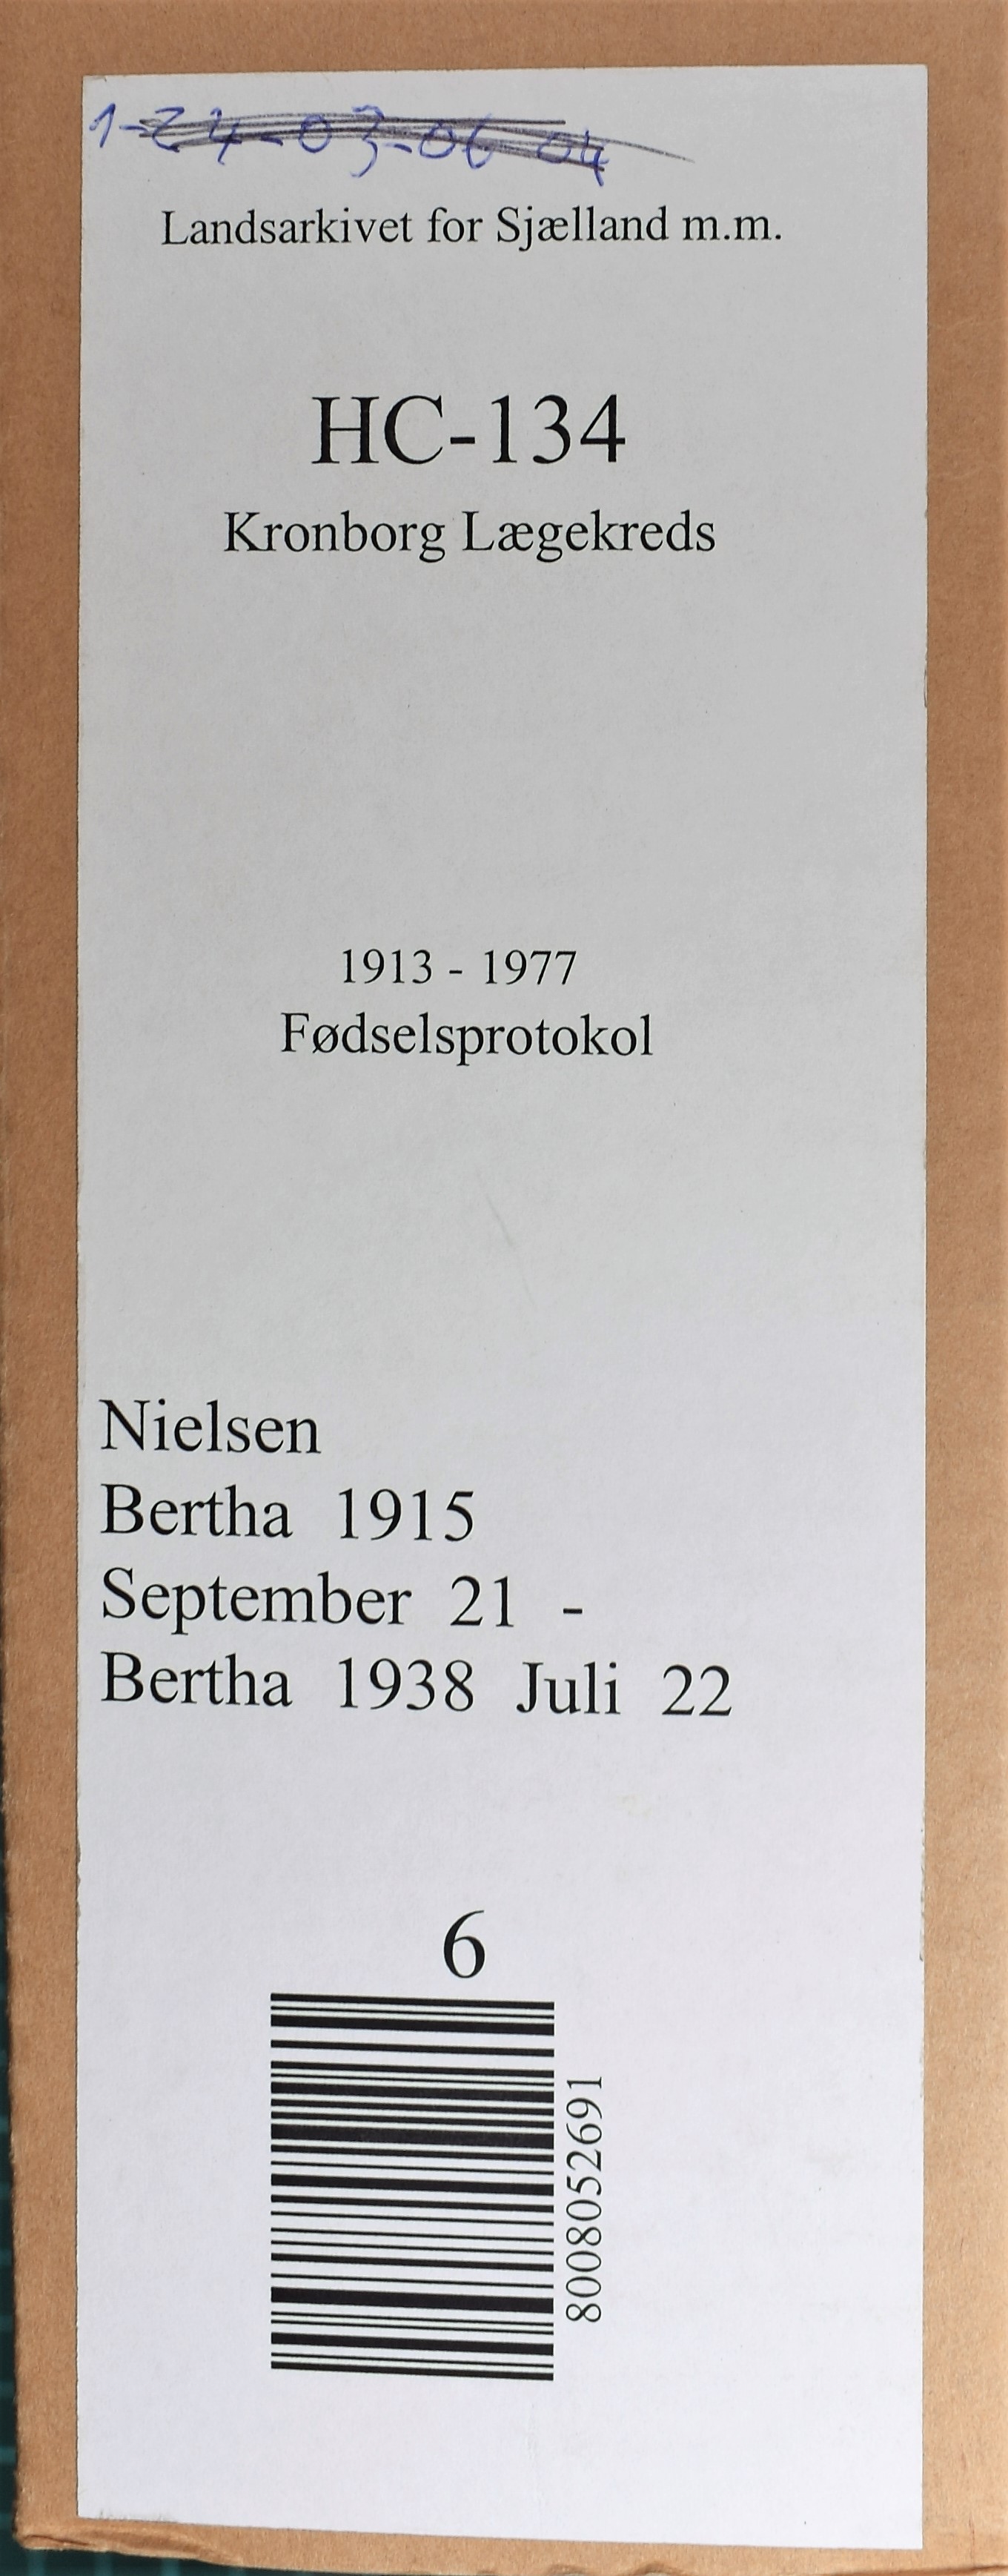 1-24-03-06 04
Landsarkivet for Sjælland m.m.
HC-134
Kronborg Lægekreds
1913 - 1977
Fødselsprotokol
Nielsen
Bertha 1915
September 21 -
Bertha 1938 Juli 22
6
8008052691